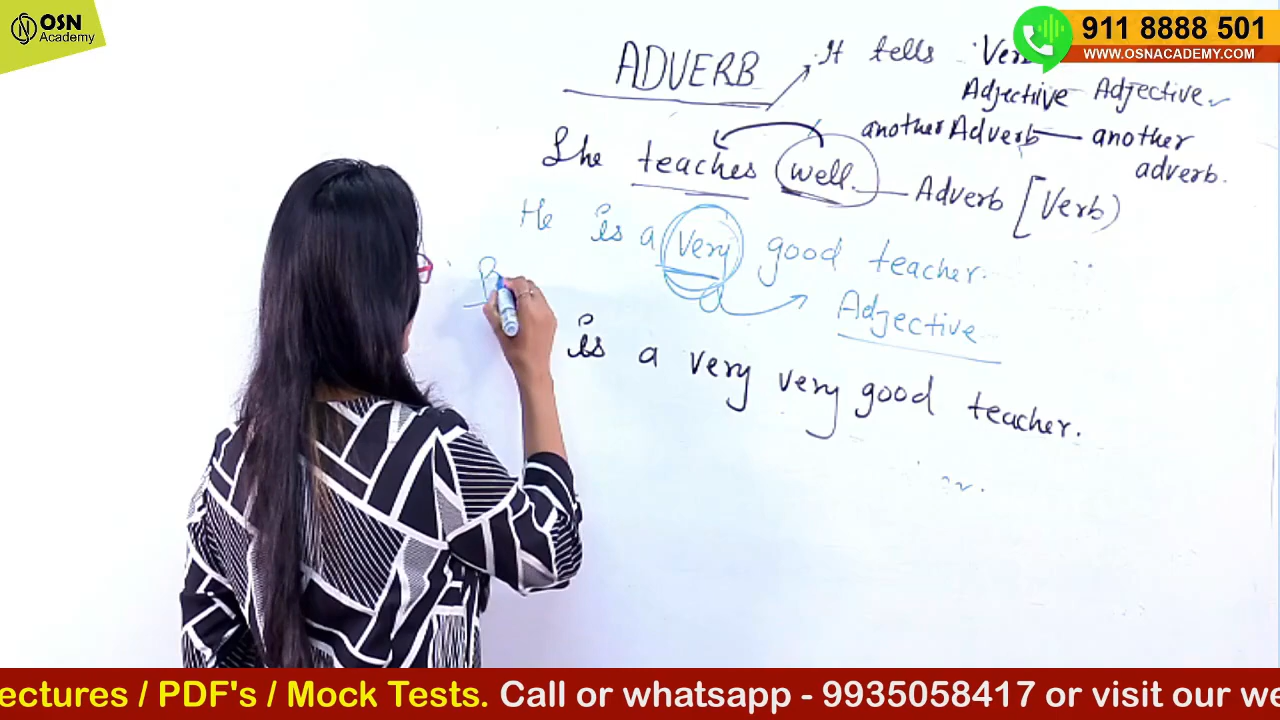 OSN
Academy
911 8888 501
WWW.OSNACADEMY.COM
ADVERB
It tells
Adjective Adjective
another Adverb — another
adverb.
She teaches well. — Adverb [Verb)
He is a very good teacher.
Adjective
is a very very good teacher.
ectures / PDF's / Mock Tests. Call or whatsapp - 9935058417 or visit our we